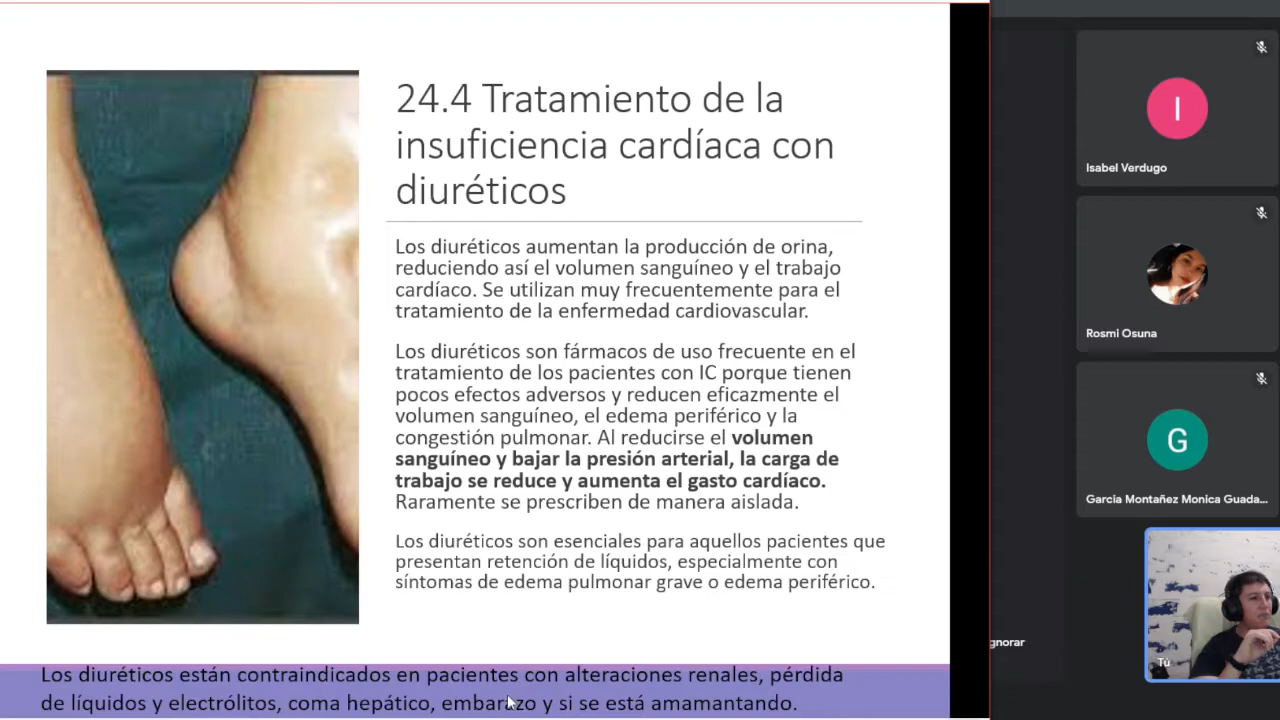 24.4 Tratamiento de la
insuficiencia cardíaca con
diuréticos
Los diuréticos aumentan la producción de orina,
reduciendo así el volumen sanguíneo y el trabajo
cardíaco. Se utilizan muy frecuentemente para el
tratamiento de la enfermedad cardiovascular.
Los diuréticos son fármacos de uso frecuente en el
tratamiento de los pacientes con IC porque tienen
pocos efectos adversos y reducen eficazmente el
volumen sanguíneo, el edema periférico y la
congestión pulmonar. Al reducirse el volumen
sanguíneo y bajar la presión arterial, la carga de
trabajo se reduce y aumenta el gasto cardíaco.
Raramente se prescriben de manera aislada.
Los diuréticos son esenciales para aquellos pacientes que
presentan retención de líquidos, especialmente con
síntomas de edema pulmonar grave o edema periférico.
Los diuréticos están contraindicados en pacientes con alteraciones renales, pérdida
de líquidos y electrólitos, coma hepático, embarazo y si se está amamantando.
I
Isabel Verdugo
Rosmi Osuna
G
Garcia Montañez Monica Guada...
gnorar
Tú